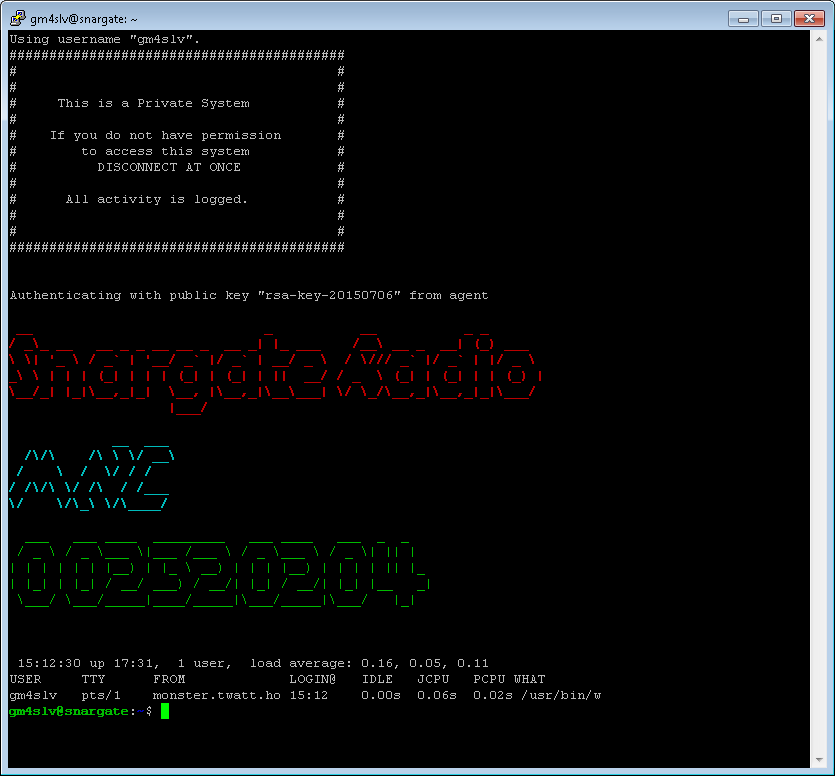 gm4slv@snargate: ~
Using username "gm4slv".
##########################################
#                                        #
#                                        #
#     This is a Private System           #
#                                        #
#    If you do not have permission       #
#        to access this system           #
#          DISCONNECT AT ONCE            #
#                                        #
#      All activity is logged.           #
#                                        #
#                                        #
##########################################
Authenticating with public key "rsa-key-20150706" from agent
Snargate Radio
MNC
002320204
15:12:30 up 17:31,  1 user,  load average: 0.16, 0.05, 0.11
USER     TTY      FROM             LOGIN@   IDLE   JCPU   PCPU WHAT
gm4slv   pts/1    monster.twatt.ho 15:12    0.00s  0.06s  0.02s /usr/bin/w
gm4slv@snargate:~$